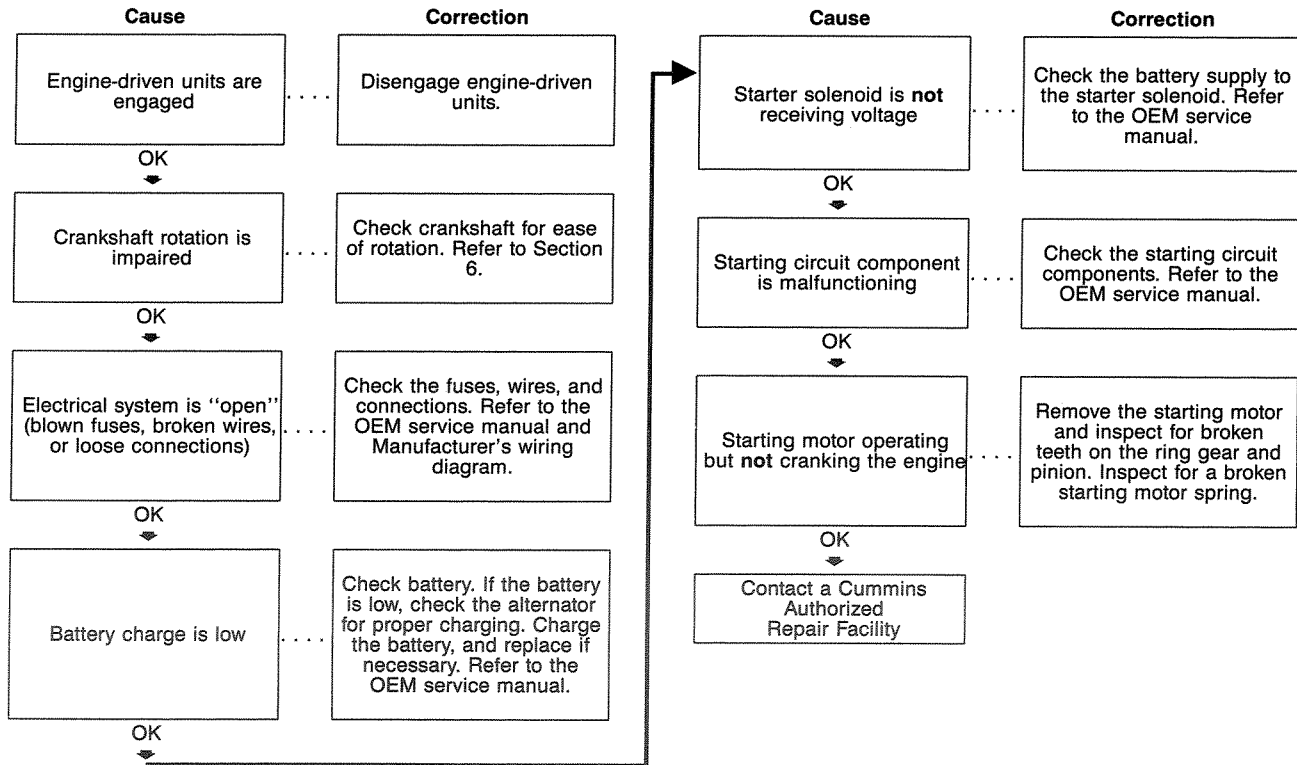 Cause
Correction
Engine-driven units are
engaged
. . . .
Disengage engine-driven
units.
OK
Crankshaft rotation is
impaired
. . . .
Check crankshaft for ease
of rotation. Refer to Section
6.
OK
Electrical system is ''open''
(blown fuses, broken wires,
or loose connections)
. . . .
Check the fuses, wires, and
connections. Refer to the
OEM service manual and
Manufacturer's wiring
diagram.
OK
Battery charge is low
. . . .
Check battery. If the battery
is low, check the alternator
for proper charging. Charge
the battery, and replace if
necessary. Refer to the
OEM service manual.
OK
Cause
Correction
Starter solenoid is not
receiving voltage
. . . .
Check the battery supply to
the starter solenoid. Refer
to the OEM service
manual.
OK
Starting circuit component
is malfunctioning
. . . .
Check the starting circuit
components. Refer to the
OEM service manual.
OK
Starting motor operating
but not cranking the engine
. . . .
Remove the starting motor
and inspect for broken
teeth on the ring gear and
pinion. Inspect for a broken
starting motor spring.
OK
Contact a Cummins
Authorized
Repair Facility